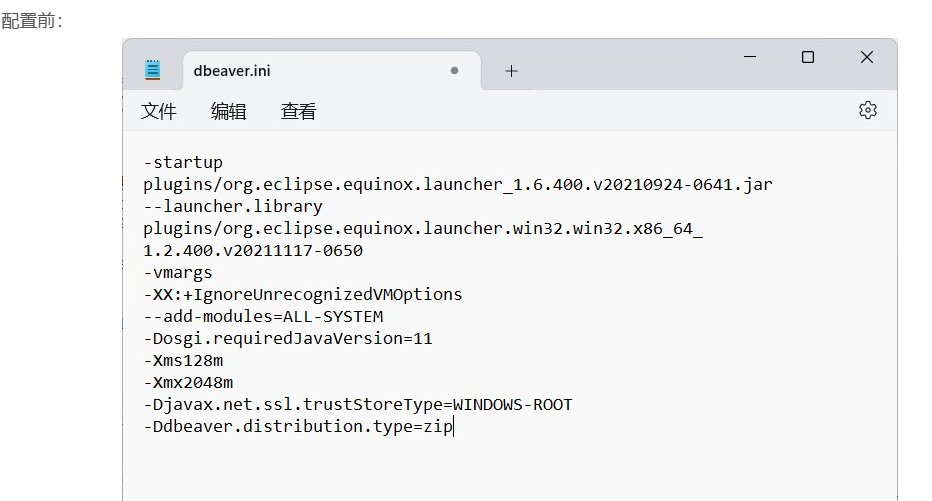 配置前：
dbeaver.ini
文件 编辑 查看
-startup
plugins/org.eclipse.equinox.launcher_1.6.400.v20210924-0641.jar
--launcher.library
plugins/org.eclipse.equinox.launcher.win32.win32.x86_64_
1.2.400.v20211117-0650
-vmargs
-XX:+IgnoreUnrecognizedVMOptions
--add-modules=ALL-SYSTEM
-Dosgi.requiredJavaVersion=11
-Xms128m
-Xmx2048m
-Djavax.net.ssl.trustStoreType=WINDOWS-ROOT
-Ddbeaver.distribution.type=zip